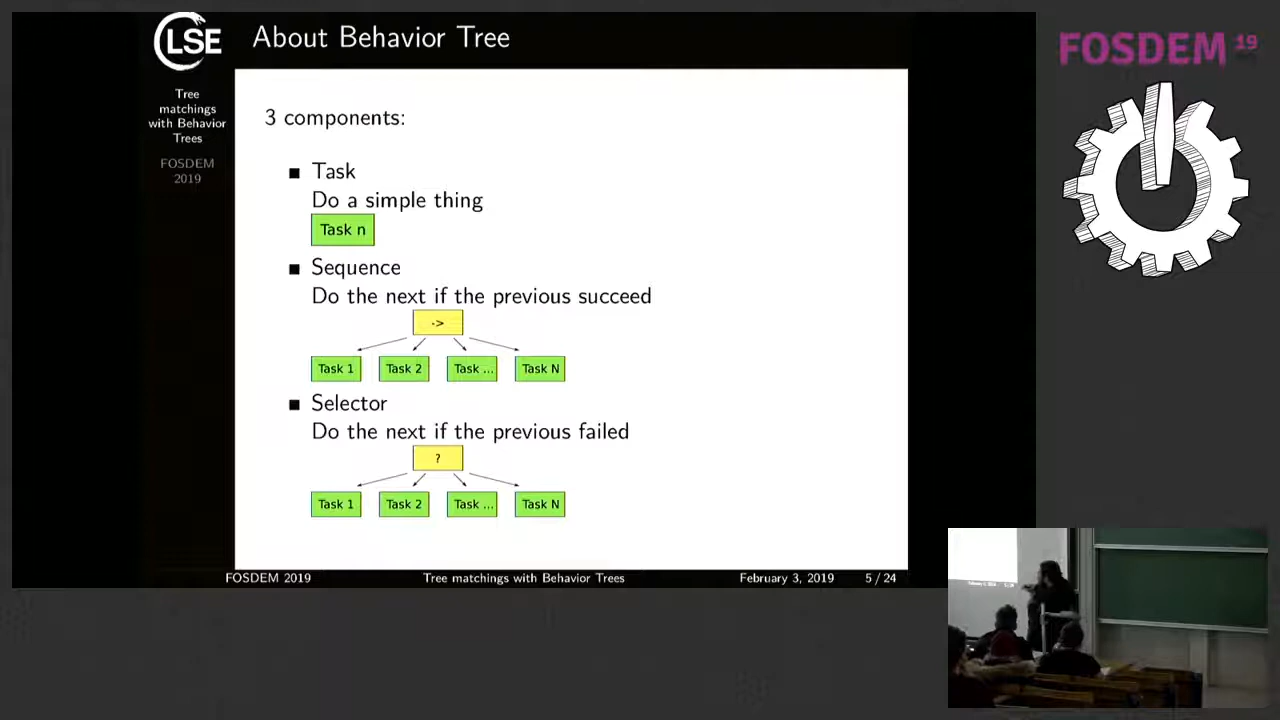 LSE
About Behavior Tree
Tree
matchings
with Behavior
Trees
FOSDEM
2019
3 components:
Task
Do a simple thing
Task n
Sequence
Do the next if the previous succeed
->
Task 1 Task 2 Task ... Task N
Selector
Do the next if the previous failed
?
Task 1 Task 2 Task ... Task N
FOSDEM 2019 Tree matchings with Behavior Trees February 3, 2019 5 / 24
FOSDEM 19